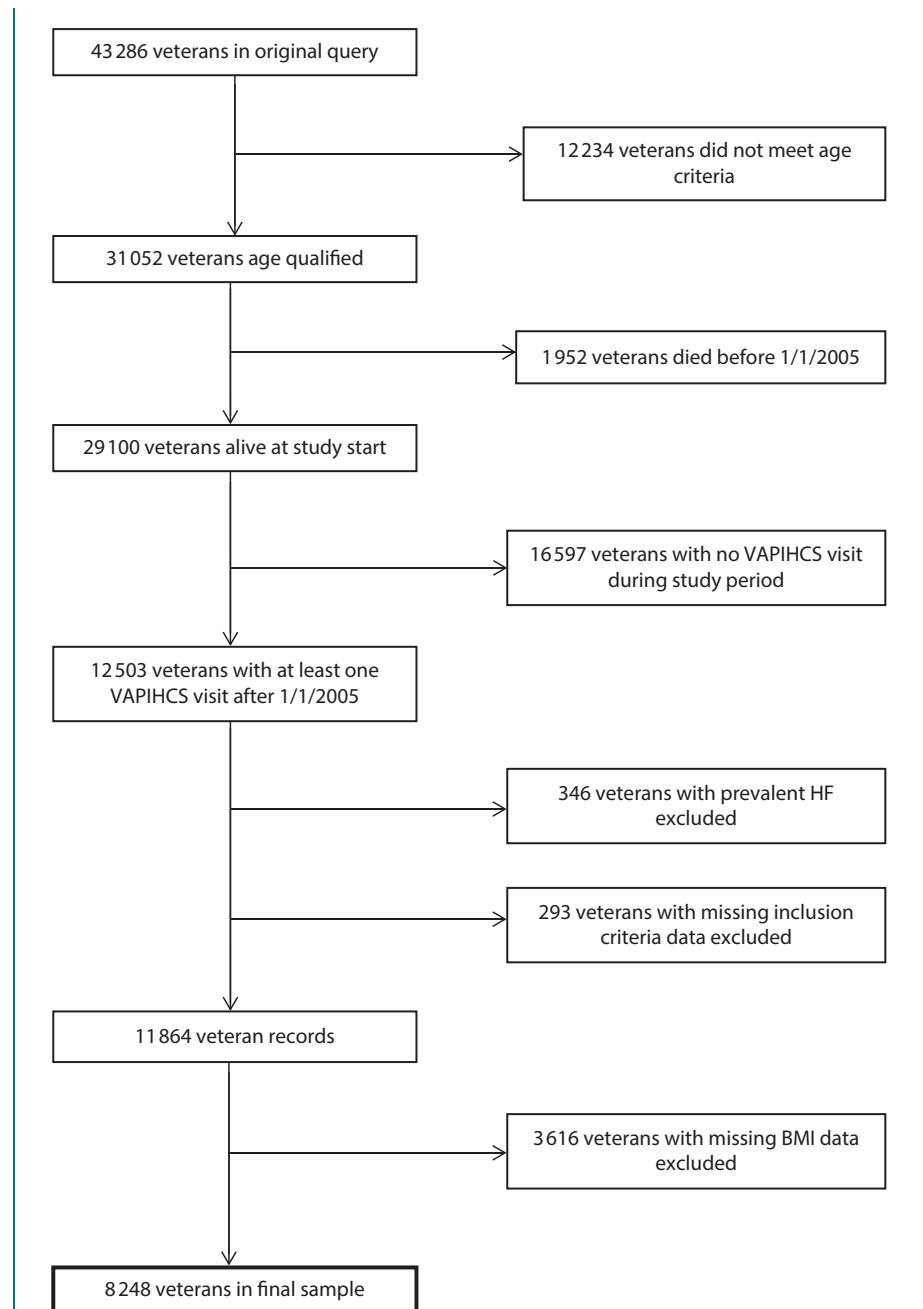 43 286 veterans in original query
12 234 veterans did not meet age
criteria
31 052 veterans age qualified
1 952 veterans died before 1/1/2005
29 100 veterans alive at study start
16 597 veterans with no VAPIHCS visit
during study period
12 503 veterans with at least one
VAPIHCS visit after 1/1/2005
346 veterans with prevalent HF
excluded
293 veterans with missing inclusion
criteria data excluded
11 864 veteran records
3 616 veterans with missing BMI data
excluded
8 248 veterans in final sample